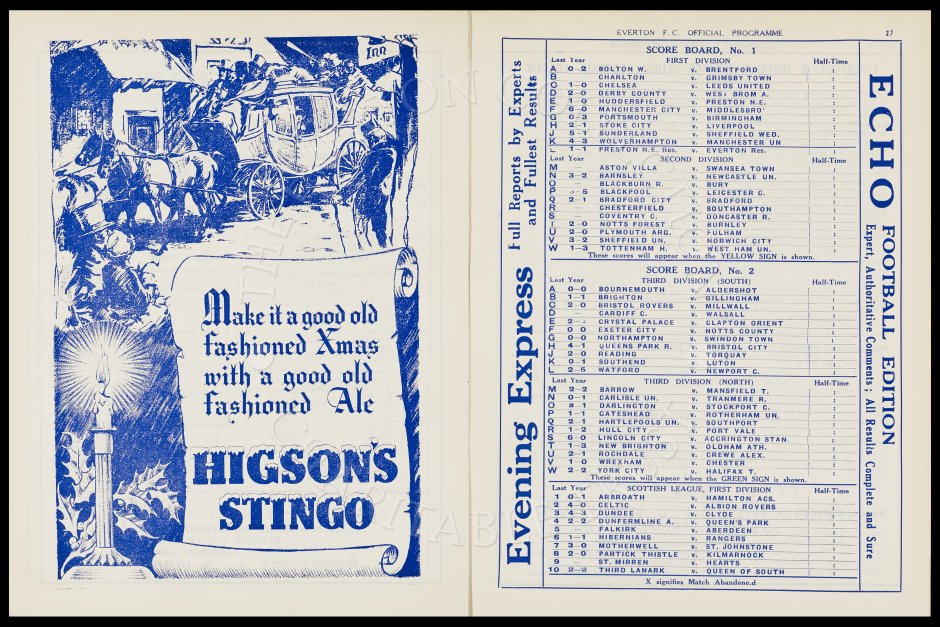 Inn
Make it a good old
fashioned Xmas
with a good old
fashioned Ale
HIGSON'S
STINGO
EVERTON F.C. OFFICIAL PROGRAMME 27
Evening Express Full Reports by Experts
and Fullest Results
SCORE BOARD, No. 1
Last Year FIRST DIVISION Half-Time
A 0—2 BOLTON W. v. BRENTFORD :
B CHARLTON v. GRIMSBY TOWN :
C 1—0 CHELSEA v. LEEDS UNITED :
D 2—0 DERBY COUNTY v. WEST BROM A. :
E 1—0 HUDDERSFIELD v. PRESTON N.E. :
F 6—0 MANCHESTER CITY v. MIDDLESBRO' :
G 0—3 PORTSMOUTH v. BIRMINGHAM :
H 2—1 STOKE CITY v. LIVERPOOL :
J 5—1 SUNDERLAND v. SHEFFIELD WED. :
K 4—3 WOLVERHAMPTON v. MANCHESTER UN :
L 1—1 PRESTON N.E. Res. v. EVERTON Res. :
Last Year SECOND DIVISION Half-Time
M ASTON VILLA v. SWANSEA TOWN :
N 3—2 BARNSLEY v. NEWCASTLE UN. :
O BLACKBURN R. v. BURY :
P —5 BLACKPOOL v. LEICESTER C. :
Q 2—1 BRADFORD CITY v. BRADFORD :
R CHESTERFIELD v. SOUTHAMPTON :
S COVENTRY C. v. DONCASTER R. :
T 2—0 NOTTS FOREST v. BURNLEY :
U 2—0 PLYMOUTH ARG. v. FULHAM :
V 3—2 SHEFFIELD UN. v. NORWICH CITY :
W 1—3 TOTTENHAM H. v. WEST HAM UN. :
These scores will appear when the YELLOW SIGN is shown.
SCORE BOARD, No. 2
Last Year THIRD DIVISION (SOUTH) Half-Time
A 0—0 BOURNEMOUTH v. ALDERSHOT :
B 1—1 BRIGHTON v. GILLINGHAM :
C 2—0 BRISTOL ROVERS v. MILLWALL :
D CARDIFF C. v. WALSALL :
E 2— CRYSTAL PALACE v. CLAPTON ORIENT :
F 0—0 EXETER CITY v. NOTTS COUNTY :
G 0—0 NORTHAMPTON v. SWINDON TOWN :
H 4—1 QUEENS PARK R. v. BRISTOL CITY :
J 2—0 READING v. TORQUAY :
K 0—1 SOUTHEND v. LUTON :
L 2—5 WATFORD v. NEWPORT C. :
Last Year THIRD DIVISION (NORTH) Half-Time
M 2—2 BARROW v. MANSFIELD T. :
N 0—1 CARLISLE UN. v. TRANMERE R. :
O 8—1 DARLINGTON v. STOCKPORT C. :
P 1—1 GATESHEAD v. ROTHERHAM UN. :
Q 2—1 HARTLEPOOLS UN. v. SOUTHPORT :
R 1—2 HULL CITY v. PORT VALE :
S 6—0 LINCOLN CITY v. ACCRINGTON STAN. :
T 1—3 NEW BRIGHTON v. OLDHAM ATH. :
U 2—1 ROCHDALE v. CREWE ALEX. :
V 1—0 WREXHAM v. CHESTER :
W 2—2 YORK CITY v. HALIFAX T. :
These scores will appear when the GREEN SIGN is shown.
SCOTTISH LEAGUE, FIRST DIVISION
Last Year Half-Time
1 0—1 ARBROATH v. HAMILTON ACS. :
2 4—0 CELTIC v. ALBION ROVERS :
3 4—3 DUNDEE v. CLYDE :
4 2—2 DUNFERMLINE A. v. QUEEN'S PARK :
5 FALKIRK v. ABERDEEN :
6 1—1 HIBERNIANS v. RANGERS :
7 3—0 MOTHERWELL v. ST. JOHNSTONE :
8 2—0 PARTICK THISTLE v. KILMARNOCK :
9 ST. MIRREN v. HEARTS :
10 2—2 THIRD LANARK v. QUEEN OF SOUTH :
X signifies Match Abandone.d
ECHO FOOTBALL EDITION
Expert, Authoritative Comments: All Results Complete and Sure